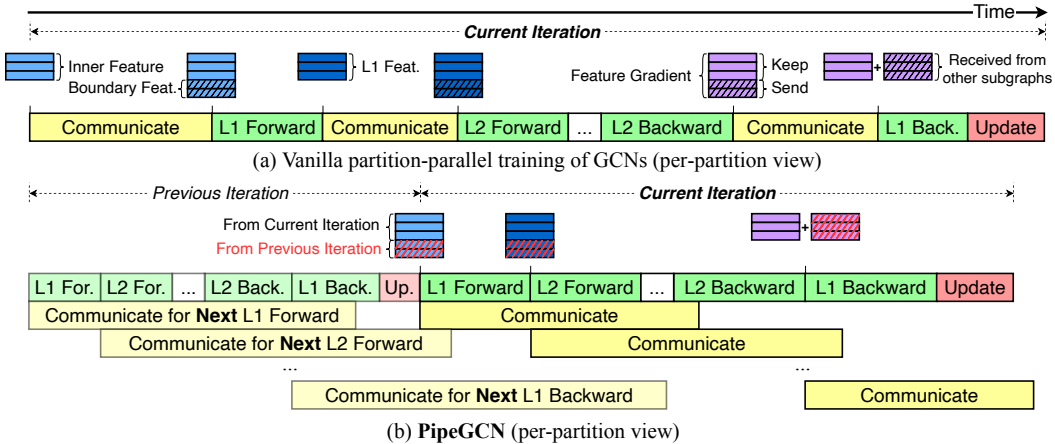 Time
Current Iteration
Inner Feature
Boundary Feat.
L1 Feat.
Feature Gradient
Keep
Send
+
Received from
other subgraphs
Communicate
L1 Forward
Communicate
L2 Forward
...
L2 Backward
Communicate
L1 Back.
Update
(a) Vanilla partition-parallel training of GCNs (per-partition view)
Previous Iteration
Current Iteration
From Current Iteration
From Previous Iteration
+
L1 For.
L2 For.
...
L2 Back.
L1 Back.
Up.
L1 Forward
L2 Forward
...
L2 Backward
L1 Backward
Update
Communicate for Next L1 Forward
Communicate
Communicate for Next L2 Forward
Communicate
...
...
Communicate for Next L1 Backward
Communicate
(b) PipeGCN (per-partition view)